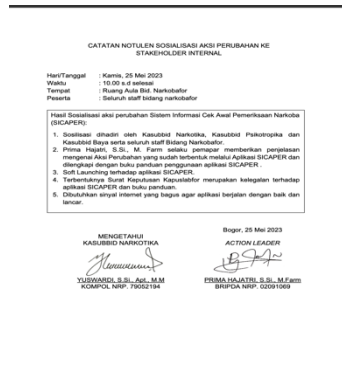 CATATAN NOTULEN SOSIALISASI AKSI PERUBAHAN KE
STAKEHOLDER INTERNAL
Hari/Tanggal : Kamis, 25 Mei 2023
Waktu : 10.00 s.d selesai
Tempat : Ruang Aula Bid. Narkobafor
Peserta : Seluruh staff bidang narkobafor
Hasil Sosialisasi aksi perubahan Sistem Informasi Cek Awal Pemeriksaan Narkoba
(SICAPER):
1. Sosilisasi dihadiri oleh Kasubbid Narkotika, Kasubbid Psikotropika dan
Kasubbid Baya serta seluruh staff Bidang Narkobafor.
2. Prima Hajatri, S.Si., M. Farm selaku pemapar memberikan penjelasan
mengenai Aksi Perubahan yang sudah terbentuk melalui Aplikasi SICAPER dan
dilengkapi dengan buku panduan penggunaan aplikasi SICAPER .
3. Soft Launching terhadap aplikasi SICAPER.
4. Terbentuknya Surat Keputusan Kapuslabfor merupakan kelegalan terhadap
aplikasi SICAPER dan buku panduan.
5. Dibutuhkan sinyal internet yang bagus agar aplikasi berjalan dengan baik dan
lancar.
Bogor, 25 Mei 2023
MENGETAHUI
KASUBBID NARKOTIKA
ACTION LEADER
YUSWARDI, S.Si., Apt., M.M
KOMPOL NRP. 79052194
PRIMA HAJATRI, S.Si., M.Farm
BRIPDA NRP. 02091069